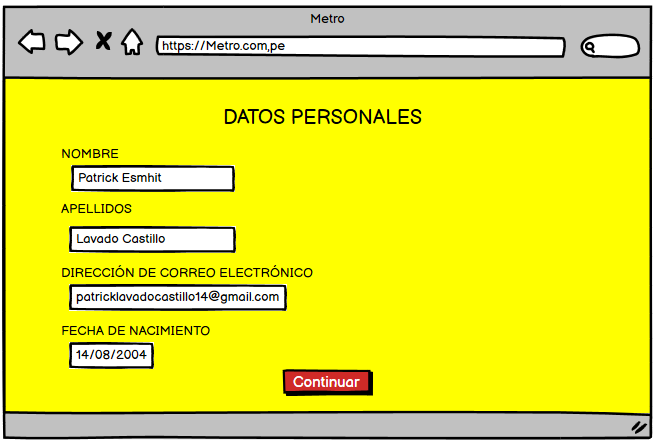 Metro
https://Metro.com,pe
DATOS PERSONALES
NOMBRE
Patrick Esmhit
APELLIDOS
Lavado Castillo
DIRECCIÓN DE CORREO ELECTRÓNICO
patricklavadocastillo14@gmail.com
FECHA DE NACIMIENTO
14/08/2004
Continuar